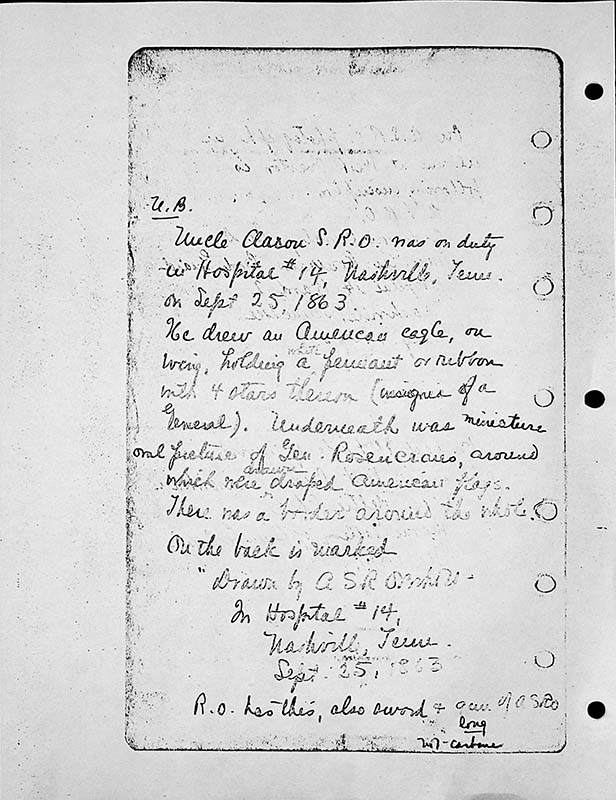 N.B.
Uncle Aaron S.R.O. was on duty
in Hospital #14, Nashville, Tenn.
on Sept 25 1863
He drew an American eagle, on
wing, holding a white pennant or ribbon
with 4 stars thereon (insignia of a
General). Underneath was miniature
oval picture of Gen. Rosencrans, around
which were drawn draped American flags.
There was a border around the whole.
On the back is marked
"Drawn by A S R
In Hospital #14,
Nashville, Tenn.
Sept. 25, 1863
R.O. has this, also sword & gun of A S R O
long
not carbine